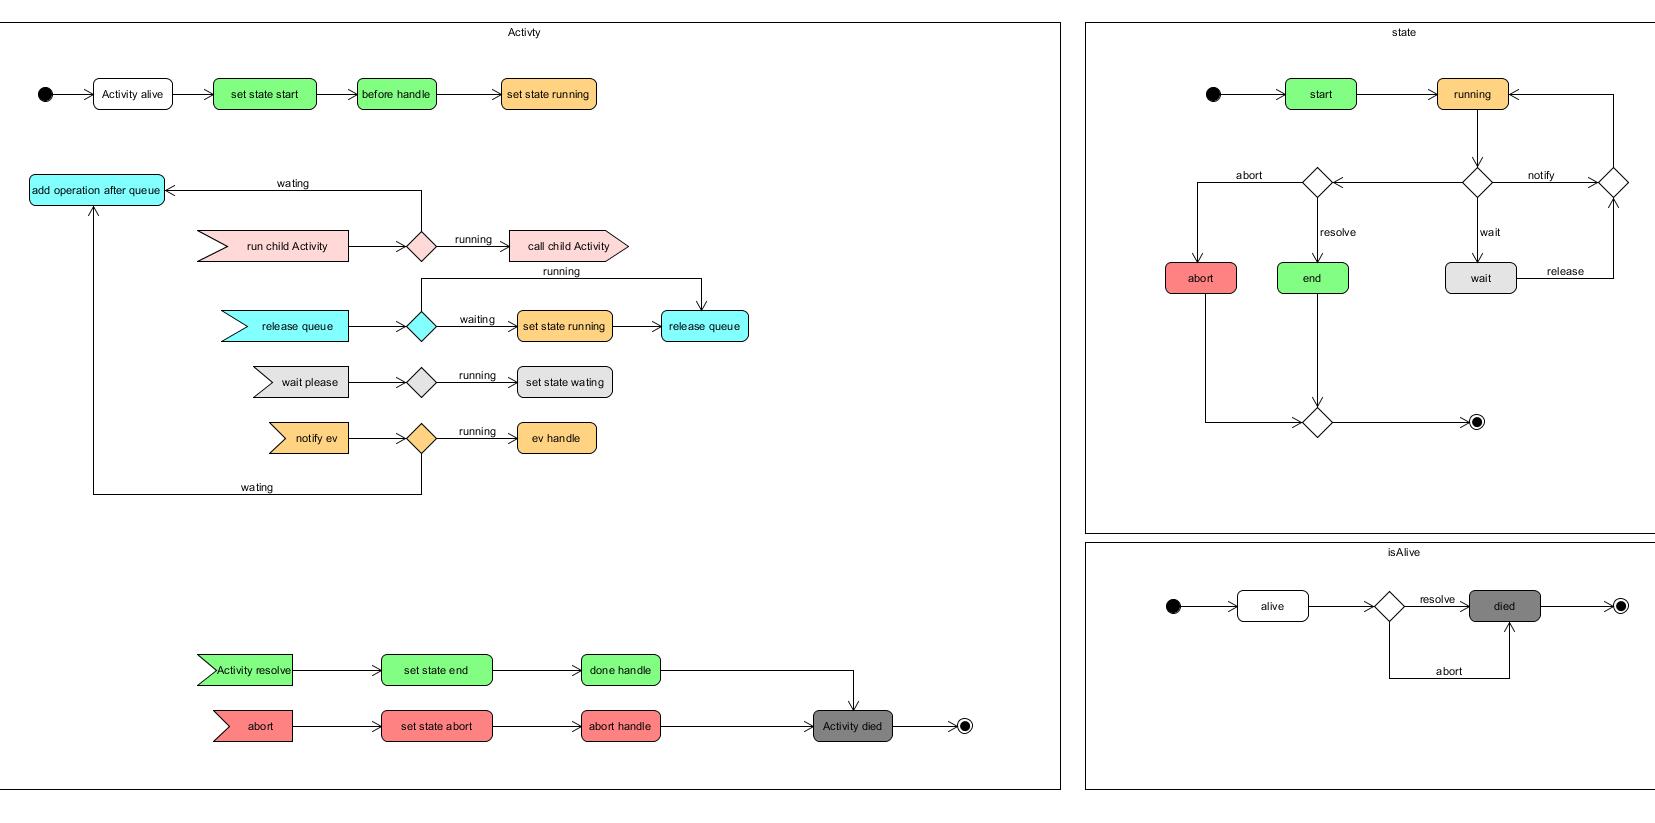 Activty
Activity alive
set state start
before handle
set state running
add operation after queue
wating
run child Activity
running
call child Activity
running
release queue
waiting
set state running
release queue
wait please
running
set state wating
notify ev
running
ev handle
wating
Activity resolve
set state end
done handle
abort
set state abort
abort handle
Activity died
state
start
running
abort
notify
resolve
wait
abort
end
wait
release
isAlive
alive
resolve
died
abort